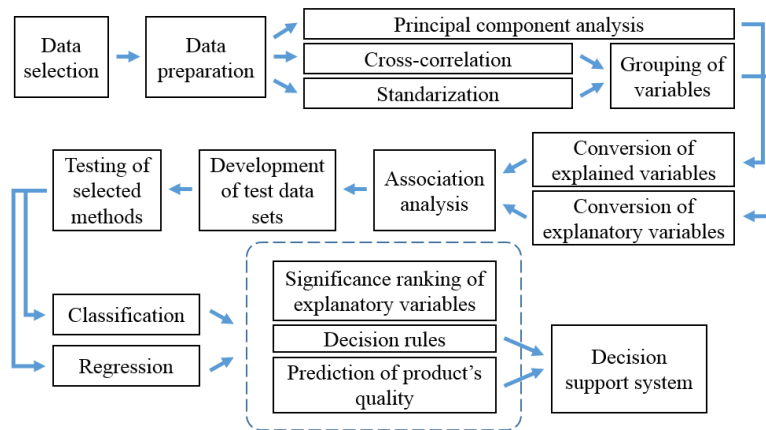 Data
selection
Data
preparation
Principal component analysis
Cross-correlation
Standarization
Grouping of
variables
Testing of
selected
methods
Development
of test data
sets
Association
analysis
Conversion of
explained variables
Conversion of
explanatory variables
Classification
Regression
Significance ranking of
explanatory variables
Decision rules
Prediction of product’s
quality
Decision
support system